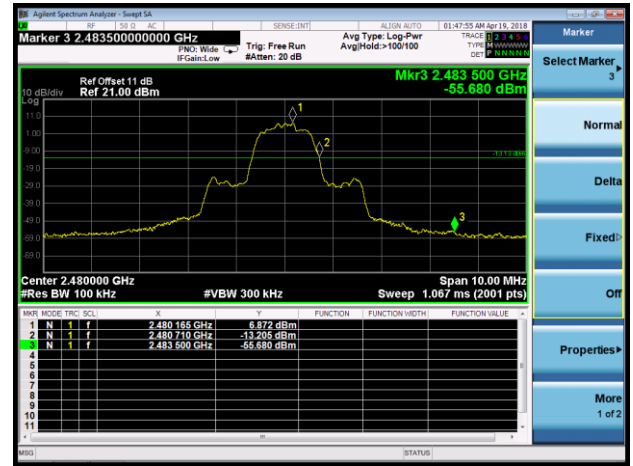 Agilent Spectrum Analyzer - Swept SA
RF 50 Ω AC SENSE:INT ALIGN AUTO 01:47:55 AM Apr 19, 2018
Marker 3 2.483500000000 GHz
PNO: Wide
IFGain:Low
Trig: Free Run
#Atten: 20 dB
Avg Type: Log-Pwr
Avg|Hold:>100/100
TRACE 1 2 3 4 5 6
TYPE M WWWWW
DET P NNNNN
Mkr3 2.483 500 GHz
-55.680 dBm
Ref Offset 11 dB
10 dB/div Ref 21.00 dBm
Log
11.0
1.00
-9.00
-19.0
-29.0
-39.0
-49.0
-59.0
-69.0
1
2
3
-13.13 dBm
Center 2.480000 GHz Span 10.00 MHz
#Res BW 100 kHz #VBW 300 kHz Sweep 1.067 ms (2001 pts)
MKR MODE TRC SCL X Y FUNCTION FUNCTION WIDTH FUNCTION VALUE
1 N 1 f 2.480 165 GHz 6.872 dBm
2 N 1 f 2.480 710 GHz -13.205 dBm
3 N 1 f 2.483 500 GHz -55.680 dBm
4
5
6
7
8
9
10
11
MSG STATUS
Marker
Select Marker
3
Normal
Delta
Fixed
Off
Properties
More
1 of 2